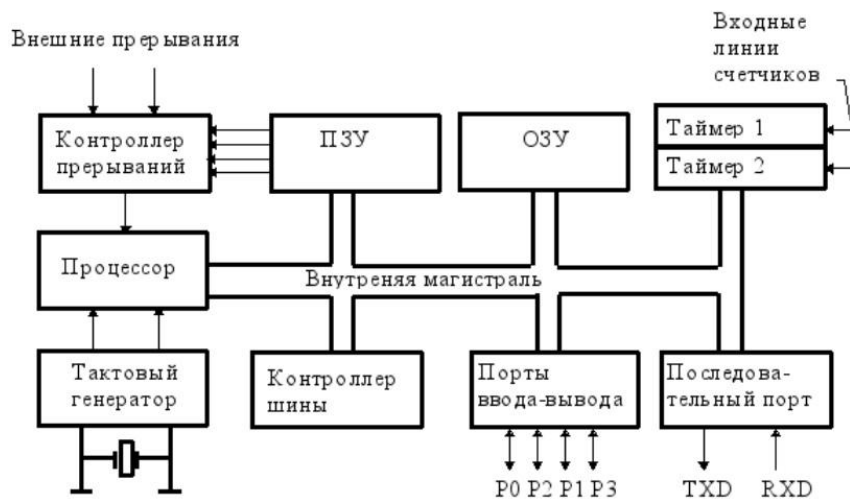 Внешние прерывания
Входные
линии
счетчиков
Контроллер
прерываний
ПЗУ
ОЗУ
Таймер 1
Таймер 2
Процессор
Внутреняя магистраль
Тактовый
генератор
Контроллер
шины
Порты
ввода-вывода
Последова-
тельный порт
P0 P2 P1 P3
TXD
RXD